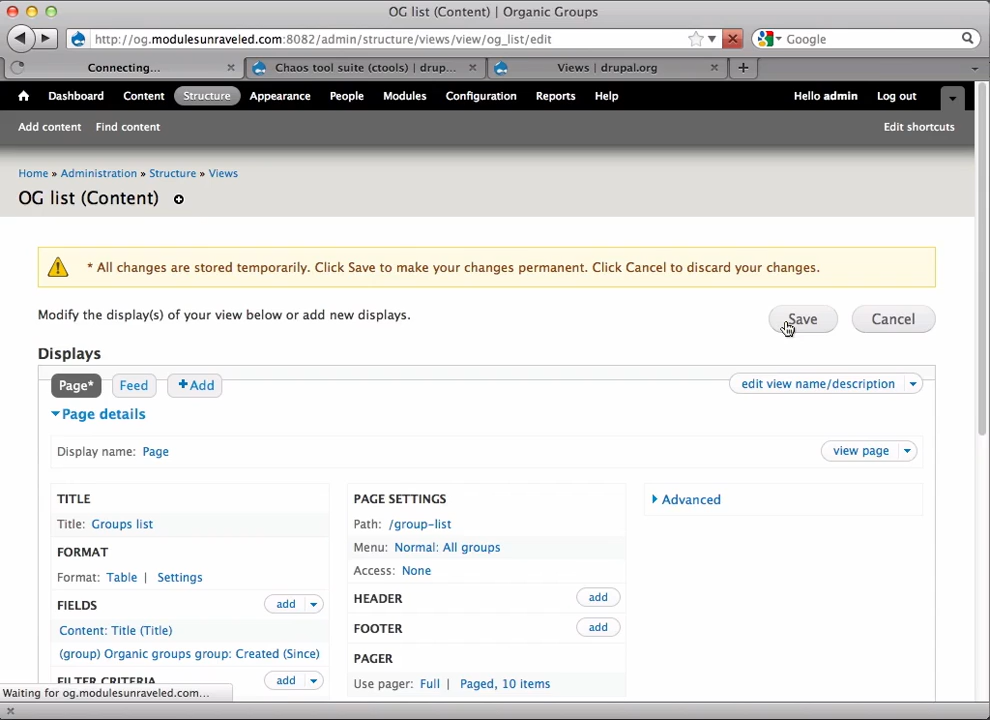 OG list (Content) | Organic Groups
http://og.modulesunraveled.com:8082/admin/structure/views/view/og_list/edit
Google
Connecting...
Chaos tool suite (ctools) | drup...
Views | drupal.org
Dashboard Content Structure Appearance People Modules Configuration Reports Help Hello admin Log out
Add content Find content Edit shortcuts
Home » Administration » Structure » Views
OG list (Content)
* All changes are stored temporarily. Click Save to make your changes permanent. Click Cancel to discard your changes.
Modify the display(s) of your view below or add new displays.
Save Cancel
Displays
Page* Feed +Add edit view name/description
Page details
Display name: Page view page
TITLE
Title: Groups list
FORMAT
Format: Table | Settings
FIELDS add
Content: Title (Title)
(group) Organic groups group: Created (Since)
FILTER CRITERIA add
PAGE SETTINGS
Path: /group-list
Menu: Normal: All groups
Access: None
HEADER add
FOOTER add
PAGER
Use pager: Full | Paged, 10 items
Advanced
Waiting for og.modulesunraveled.com...